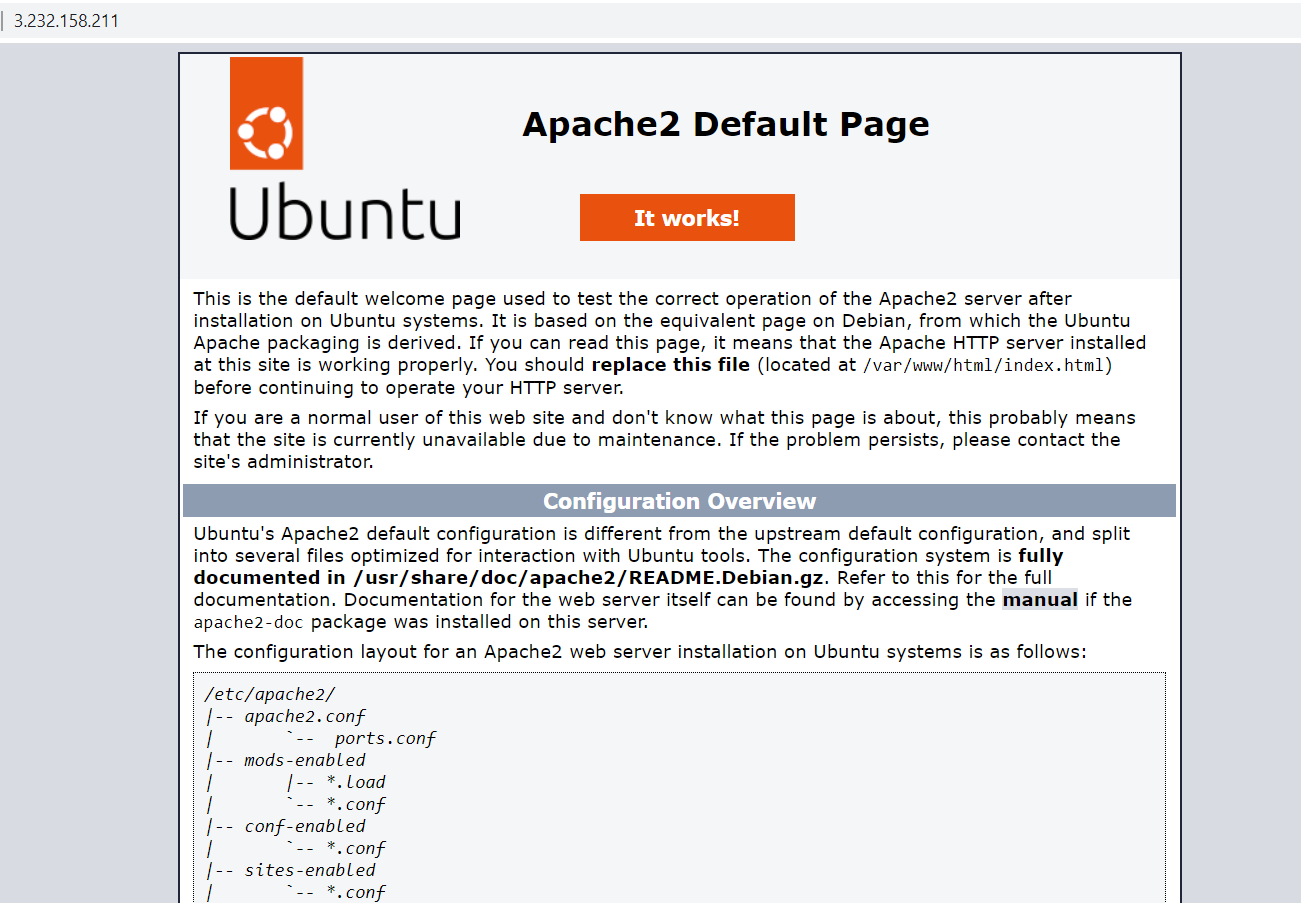 3.232.158.211
Apache2 Default Page
Ubuntu
It works!
This is the default welcome page used to test the correct operation of the Apache2 server after
installation on Ubuntu systems. It is based on the equivalent page on Debian, from which the Ubuntu
Apache packaging is derived. If you can read this page, it means that the Apache HTTP server installed
at this site is working properly. You should replace this file (located at /var/www/html/index.html)
before continuing to operate your HTTP server.
If you are a normal user of this web site and don't know what this page is about, this probably means
that the site is currently unavailable due to maintenance. If the problem persists, please contact the
site's administrator.
Configuration Overview
Ubuntu's Apache2 default configuration is different from the upstream default configuration, and split
into several files optimized for interaction with Ubuntu tools. The configuration system is fully
documented in /usr/share/doc/apache2/README.Debian.gz. Refer to this for the full
documentation. Documentation for the web server itself can be found by accessing the manual if the
apache2-doc package was installed on this server.
The configuration layout for an Apache2 web server installation on Ubuntu systems is as follows:
/etc/apache2/
|-- apache2.conf
|       `--  ports.conf
|-- mods-enabled
|       |-- *.load
|       `-- *.conf
|-- conf-enabled
|       `-- *.conf
|-- sites-enabled
|       `-- *.conf